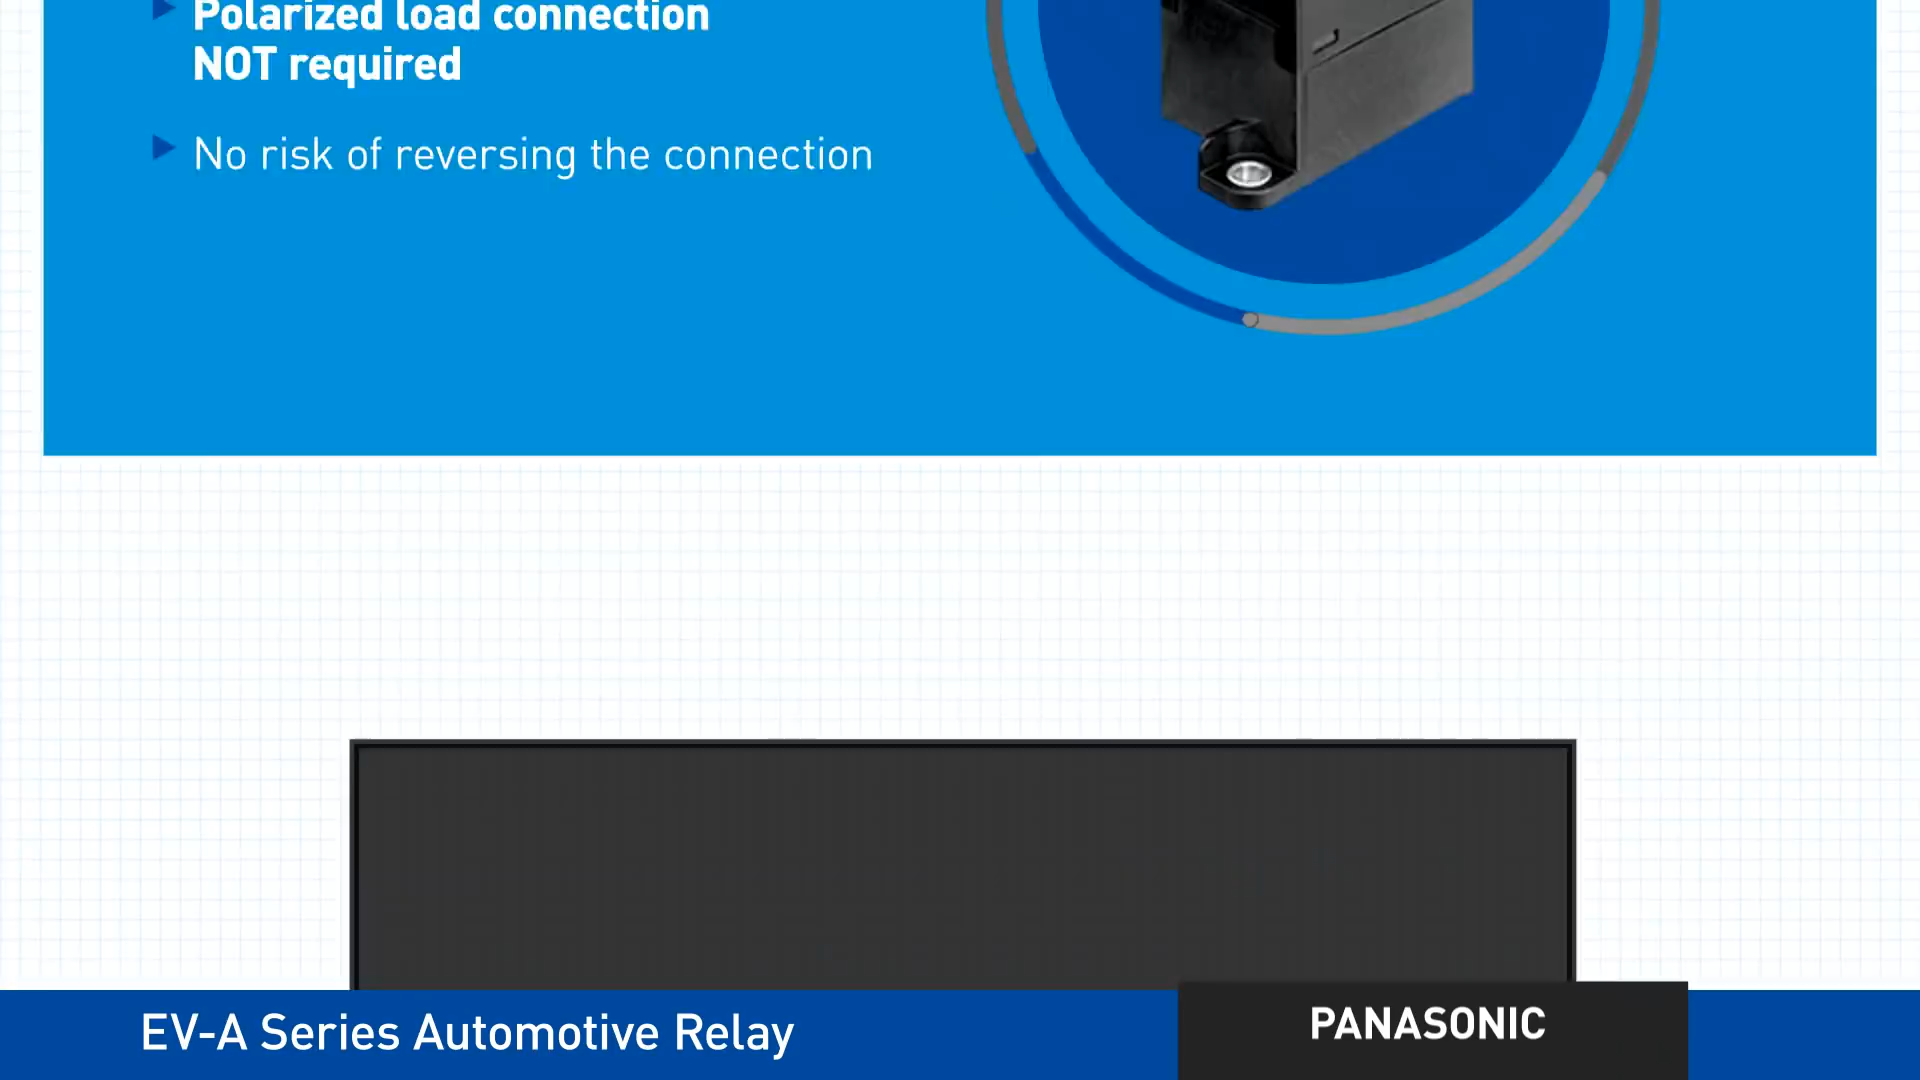 Polarized load connection
NOT required
No risk of reversing the connection
EV-A Series Automotive Relay
PANASONIC